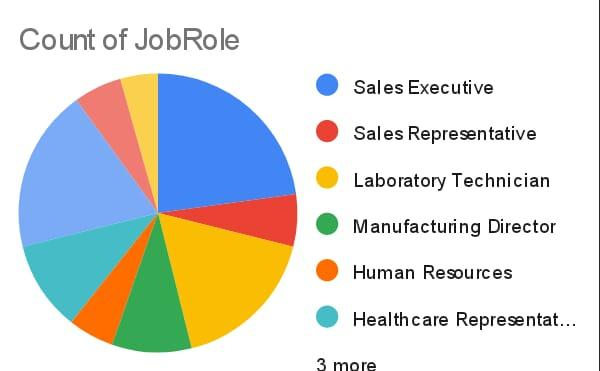 Count of JobRole
Sales Executive
Sales Representative
Laboratory Technician
Manufacturing Director
Human Resources
Healthcare Representat...
3 more